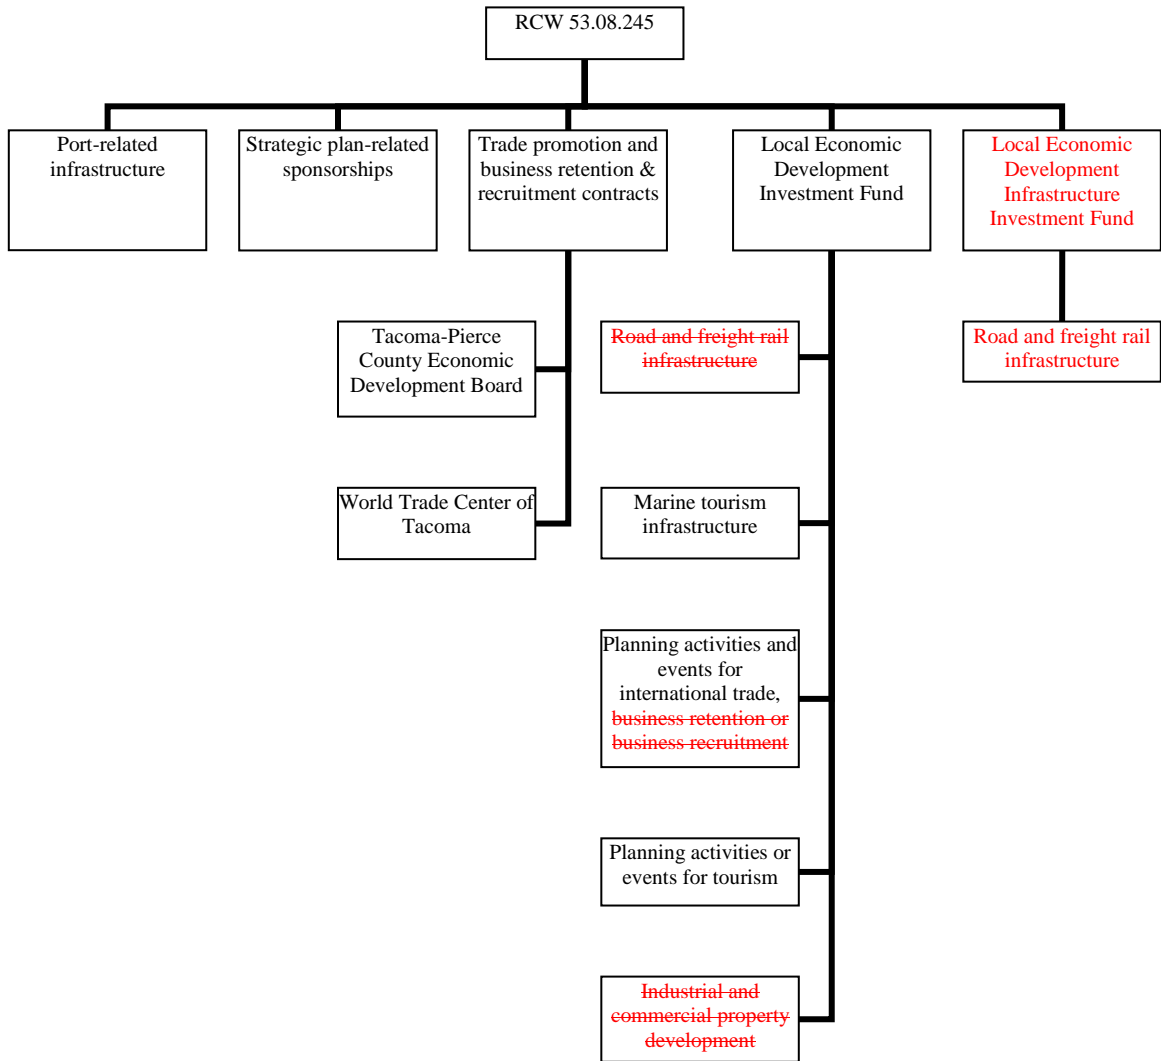 RCW 53.08.245
Port-related
infrastructure
Strategic plan-related
sponsorships
Trade promotion and
business retention &
recruitment contracts
Local Economic
Development
Investment Fund
Local Economic
Development
Infrastructure
Investment Fund
Tacoma-Pierce
County Economic
Development Board
World Trade Center of
Tacoma
Road and freight rail
infrastructure
Marine tourism
infrastructure
Planning activities and
events for
international trade,
business retention or
business recruitment
Planning activities or
events for tourism
Industrial and
commercial property
development
Road and freight rail
infrastructure